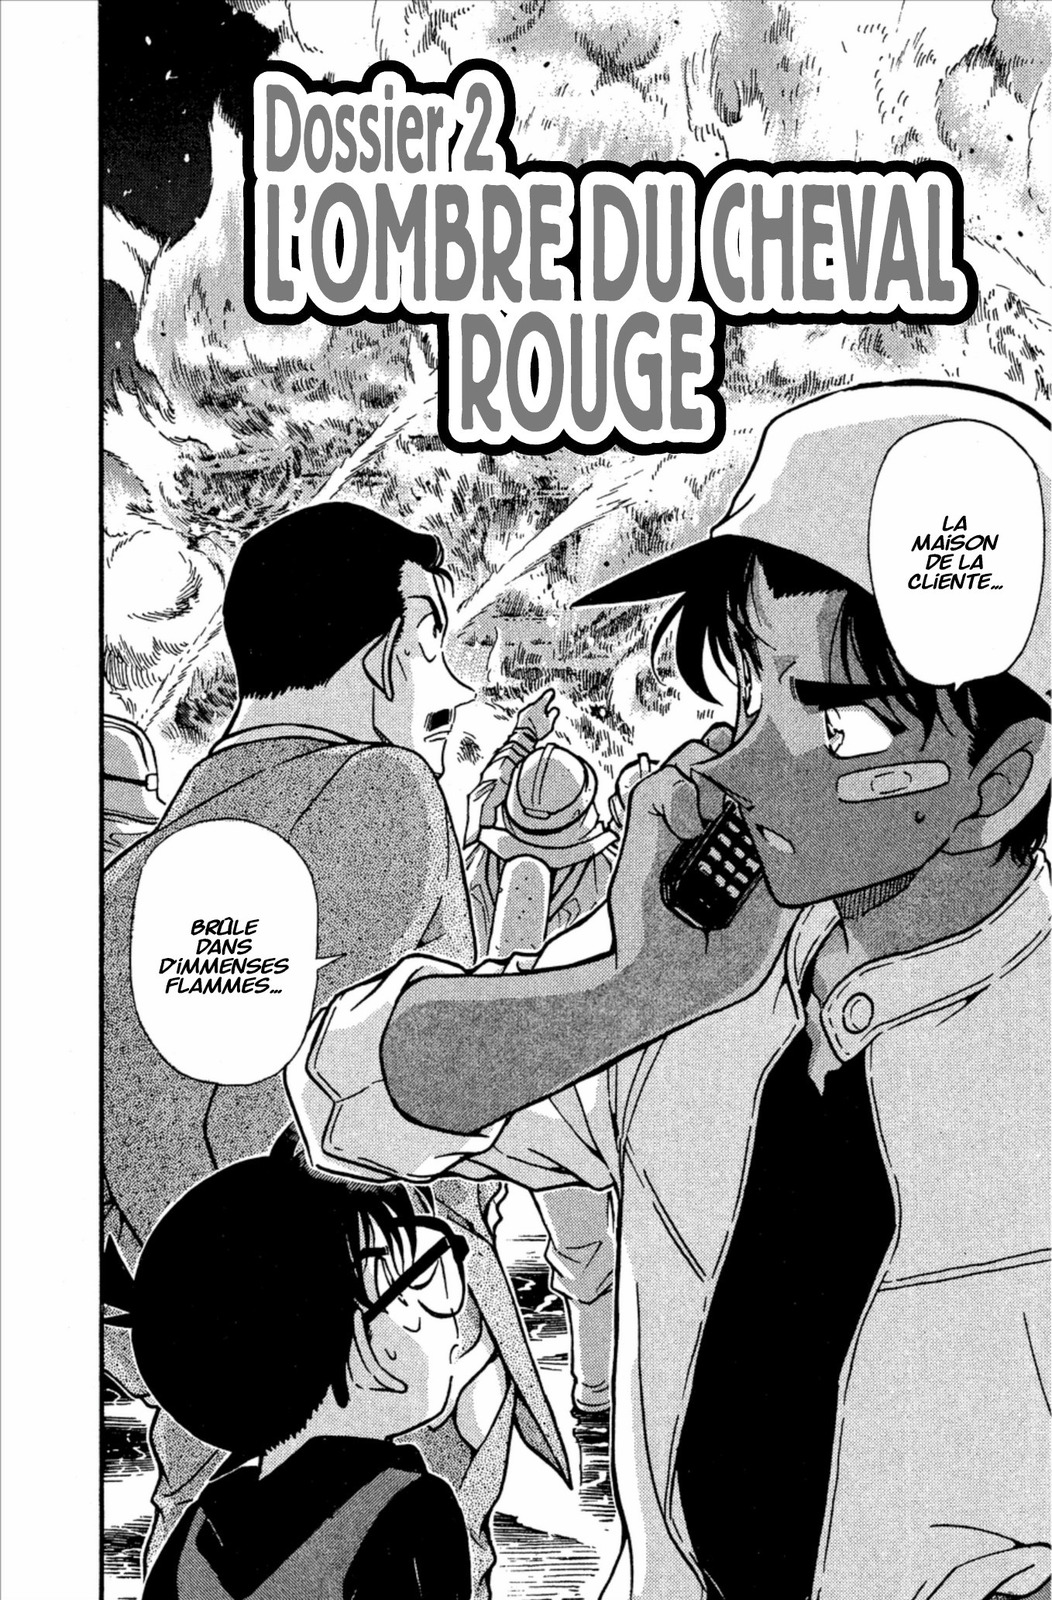 Dossier 2
L'OMBRE DU CHEVAL
ROUGE
LA
MAISON
DE LA
CLIENTE...
BRÛLE
DANS
D'IMMENSES
FLAMMES...